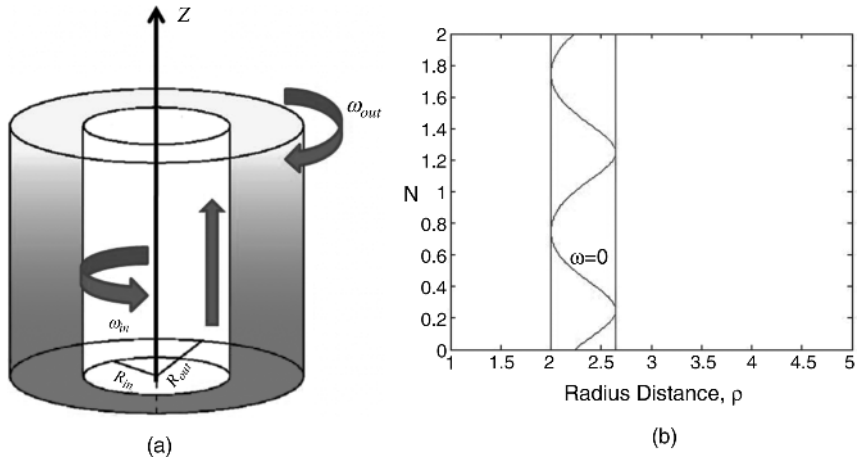 Z
ω_out
ω_in
R_in
R_out
(a)
2
1.8
1.6
1.4
1.2
N
1
0.8
ω=0
0.6
0.4
0.2
0
1 1.5 2 2.5 3 3.5 4 4.5 5
Radius Distance, ρ
(b)